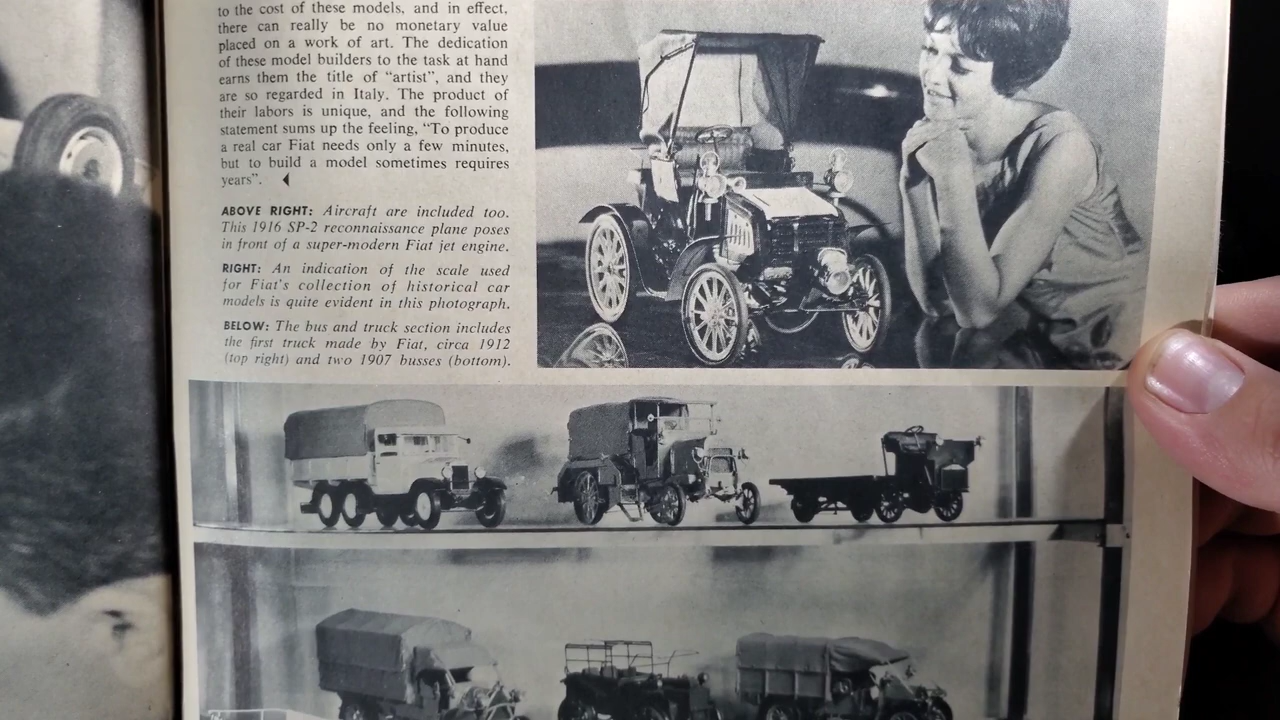 to the cost of these models, and in effect,
there can really be no monetary value
placed on a work of art. The dedication
of these model builders to the task at hand
earns them the title of “artist”, and they
are so regarded in Italy. The product of
their labors is unique, and the following
statement sums up the feeling, “To produce
a real car Fiat needs only a few minutes,
but to build a model sometimes requires
years”.
ABOVE RIGHT: Aircraft are included too.
This 1916 SP-2 reconnaissance plane poses
in front of a super-modern Fiat jet engine.
RIGHT: An indication of the scale used
for Fiat's collection of historical car
models is quite evident in this photograph.
BELOW: The bus and truck section includes
the first truck made by Fiat, circa 1912
(top right) and two 1907 busses (bottom).